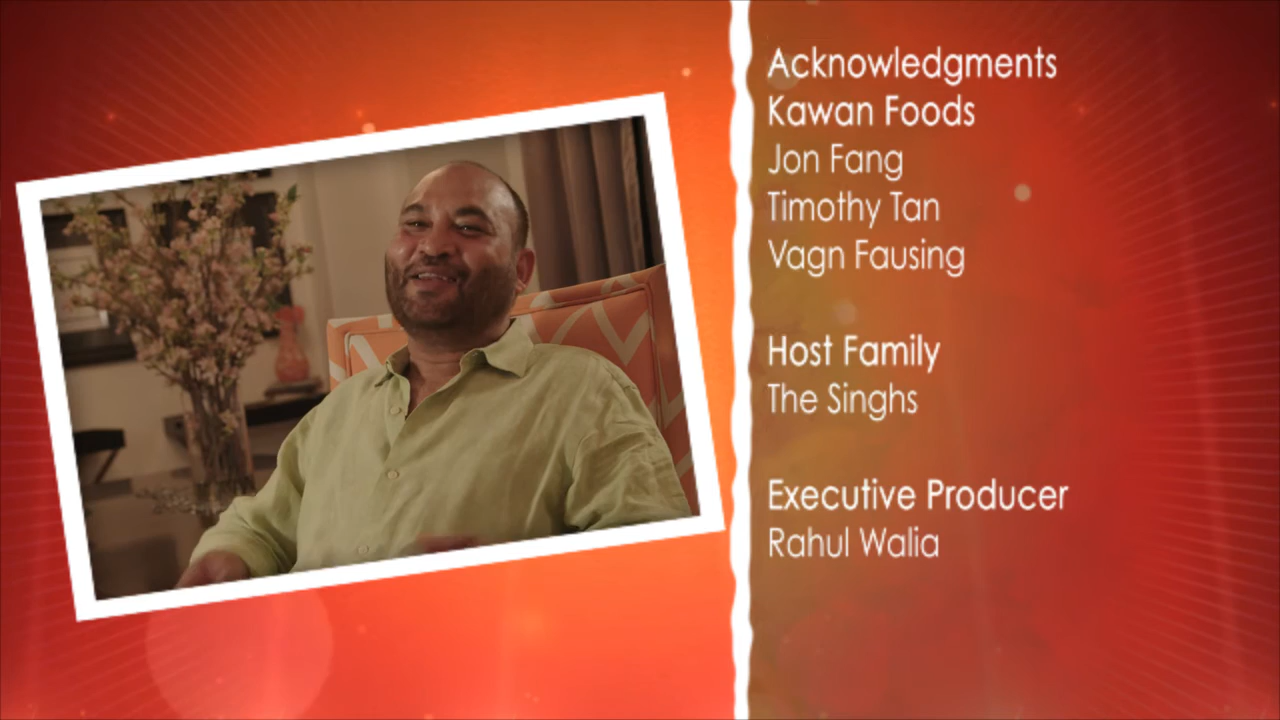 Acknowledgments
Kawan Foods
Jon Fang
Timothy Tan
Vagn Fausing
Host Family
The Singhs
Executive Producer
Rahul Walia